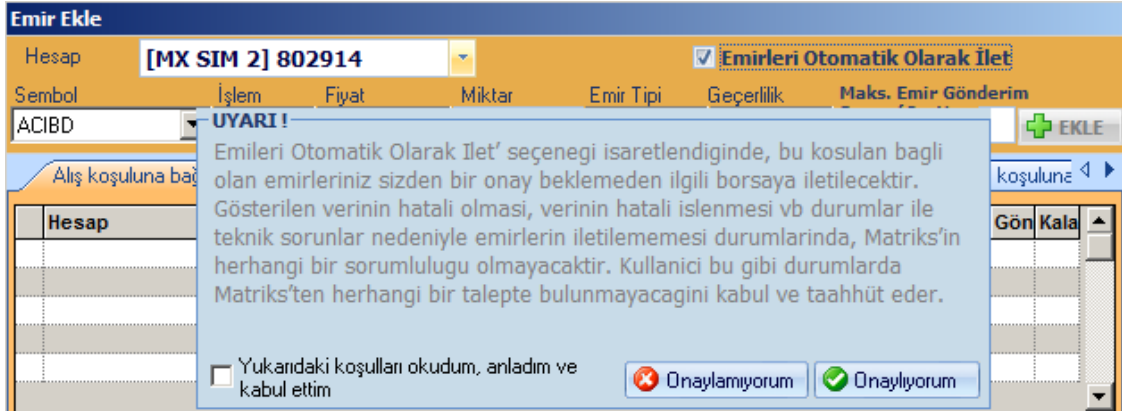 Emir Ekle
Hesap [MX SIM 2] 802914 Emirleri Otomatik Olarak İlet
Sembol İşlem Fiyat Miktar Emir Tipi Geçerlilik Maks. Emir Gönderim
ACIBD EKLE
UYARI!
Emileri Otomatik Olarak Ilet' seçenegi isaretlendiginde, bu kosulan bagli
olan emirleriniz sizden bir onay beklemeden ilgili borsaya iletilecektir.
Gösterilen verinin hatali olmasi, verinin hatali islenmesi vb durumlar ile
teknik sorunlar nedeniyle emirlerin iletilememesi durumlarinda, Matriks'in
herhangi bir sorumlulugu olmayacaktir. Kullanici bu gibi durumlarda
Matriks'ten herhangi bir talepte bulunmayacagini kabul ve taahhüt eder.
Alış koşuluna bağ koşuluna
Hesap Gön Kala
Yukarıdaki koşulları okudum, anladım ve
kabul ettim
Onaylamıyorum Onaylıyorum